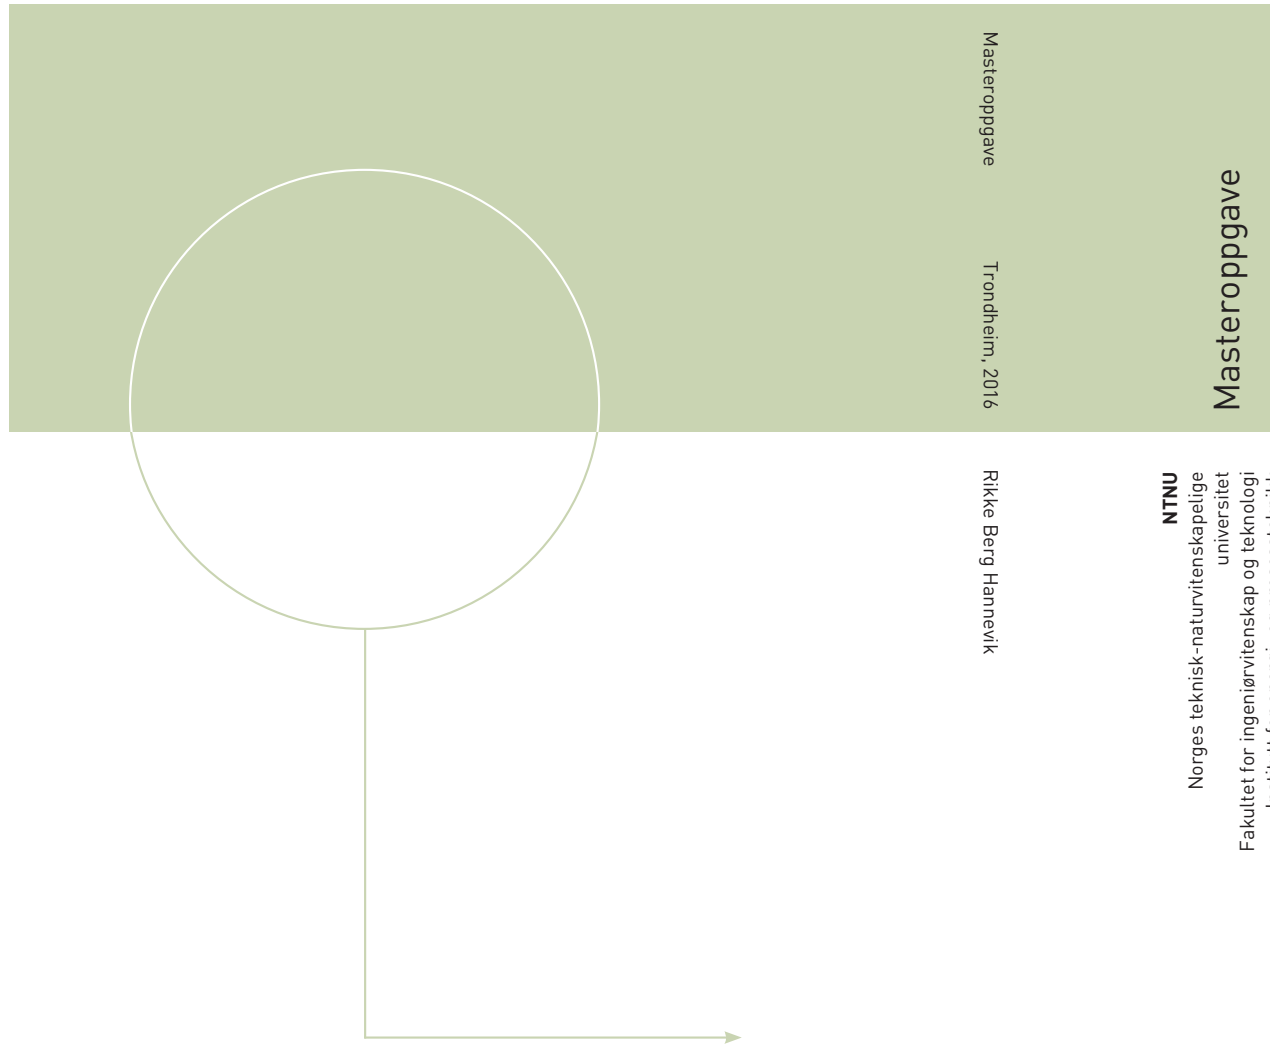 Masteroppgave
Trondheim, 2016
Rikke Berg Hannevik
Masteroppgave
NTNU
Norges teknisk-naturvitenskapelige
universitet
Fakultet for ingeniørvitenskap og teknologi